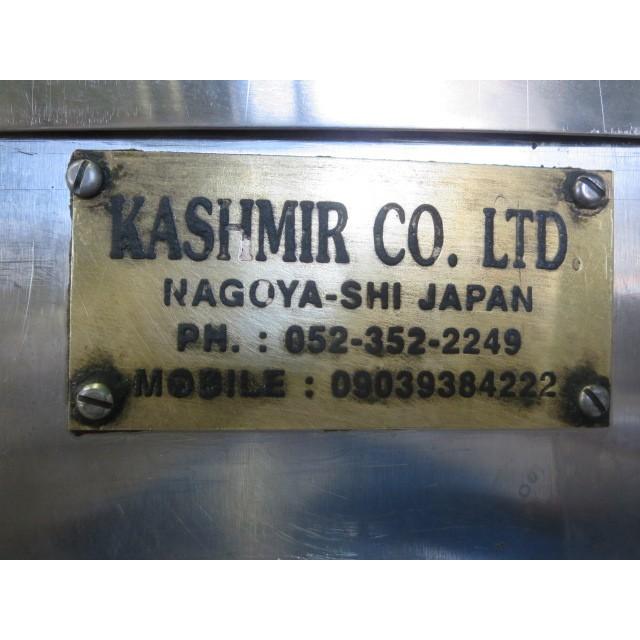 KASHMIR CO. LTD.
NAGOYA-SHI JAPAN
PH. : 052-352-2249
MOBILE : 09039384222